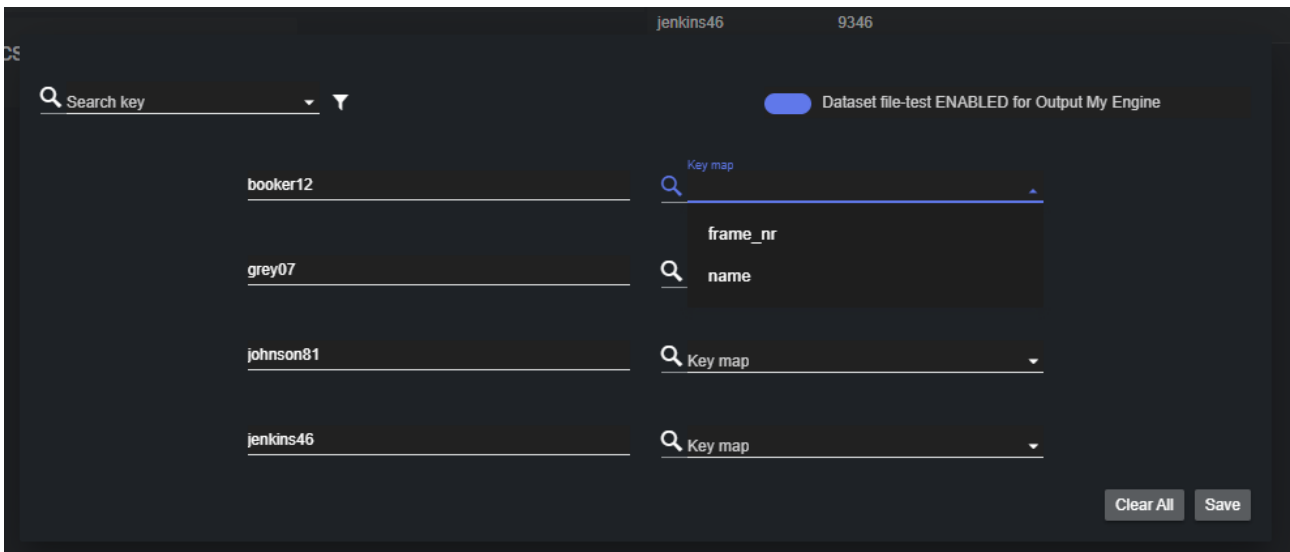 jenkins46 9346
cs
Search key
Dataset file-test ENABLED for Output My Engine
Key map
booker12
frame_nr
grey07
name
johnson81
Key map
jenkins46
Key map
Clear All Save